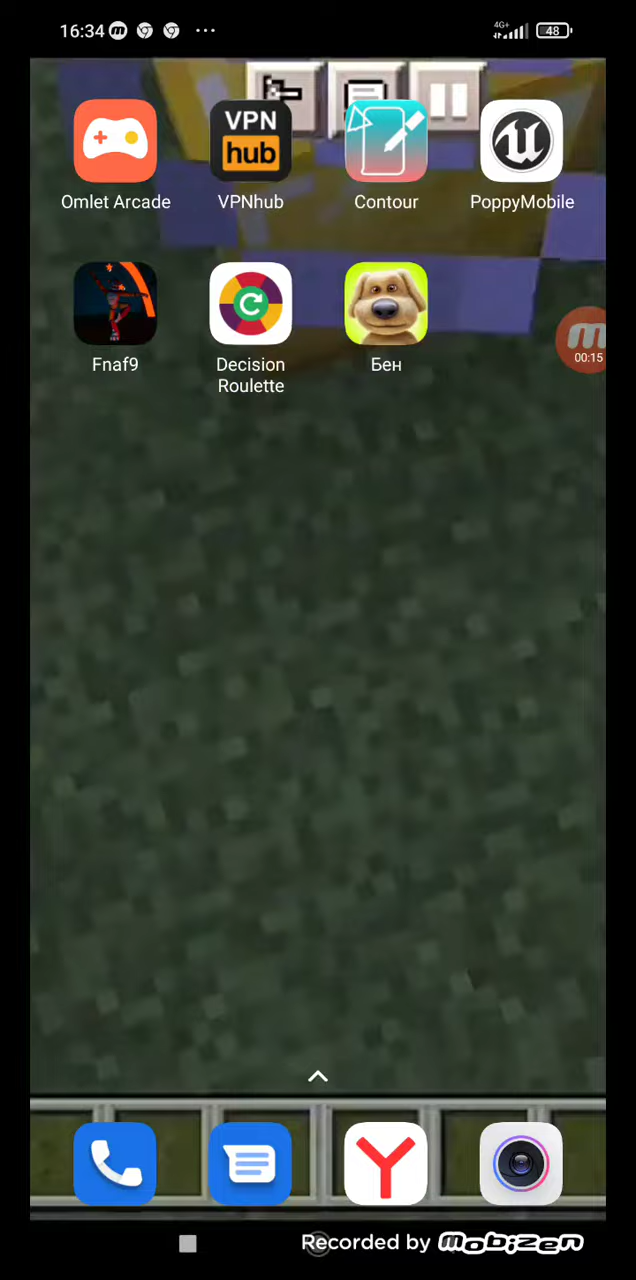 16:34
4G+
48
VPN
hub
Omlet Arcade
VPNhub
Contour
PoppyMobile
00:15
Fnaf9
Decision
Roulette
Бен
Recorded by mobizen